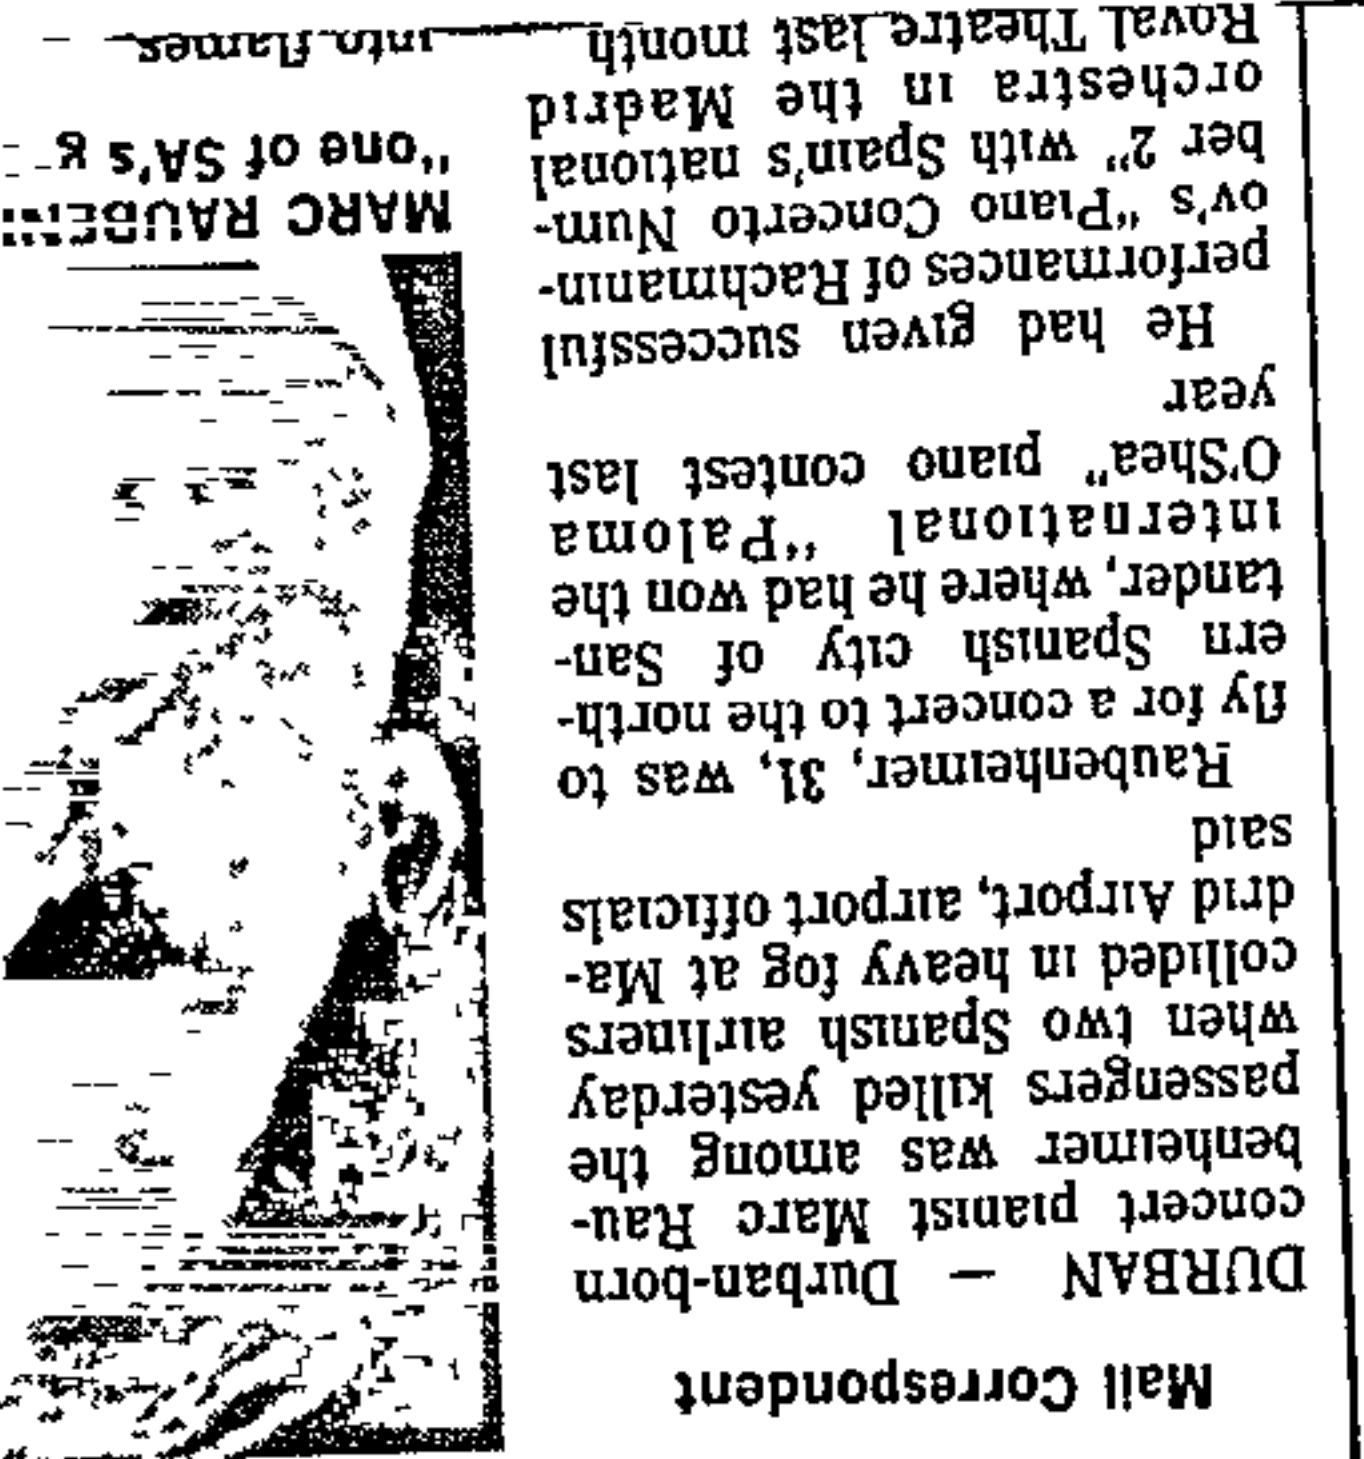 Mail Correspondent
DURBAN — Durban-born
concert pianist Marc Rau-
benheimer was among the
passengers killed yesterday
when two Spanish airliners
collided in heavy fog at Ma-
drid Airport, airport officials
said
Raubenheimer, 31, was to
fly for a concert to the north-
ern Spanish city of San-
tander, where he had won the
international "Paloma
O'Shea" piano contest last
year
He had given successful
performances of Rachmanin-
ov's "Piano Concerto Num-
ber 2" with Spain's national
orchestra in the Madrid
Royal Theatre last month
MARC RAUBENH
"one of SA's g
into flames